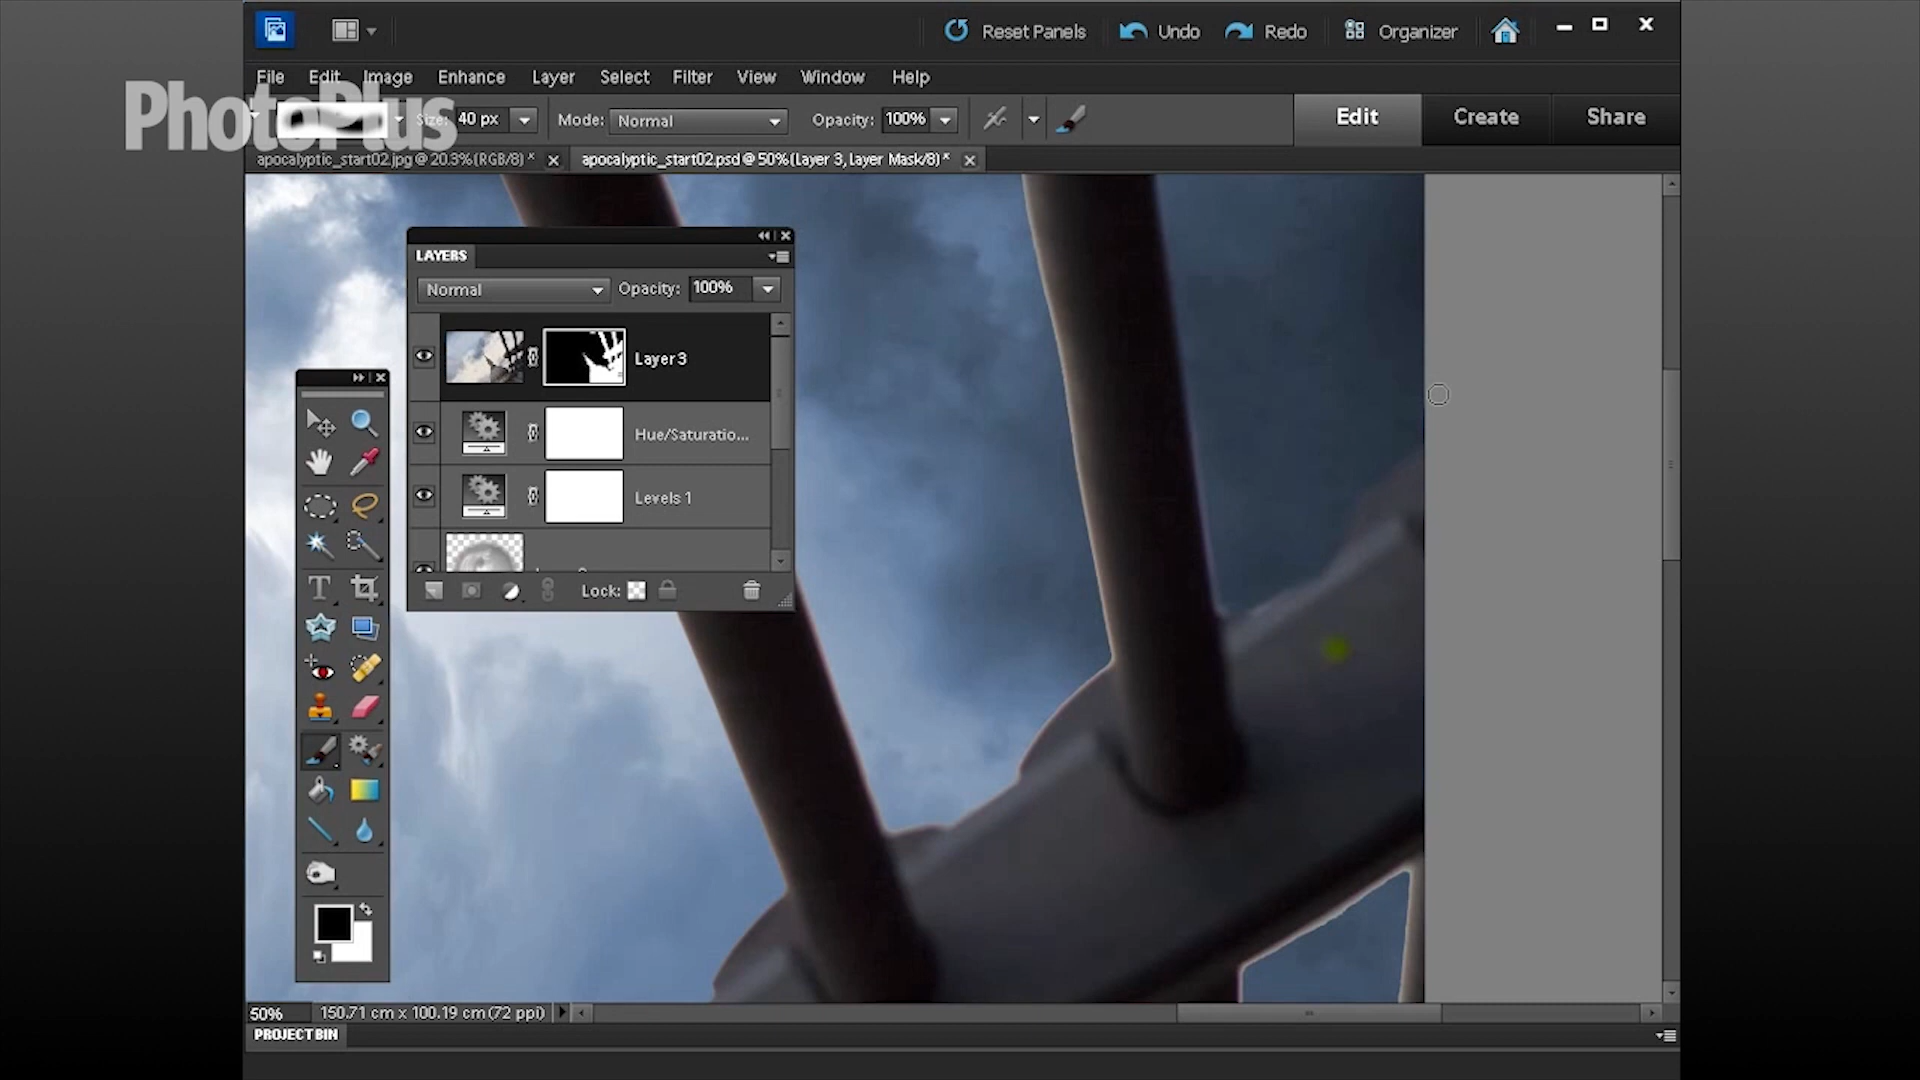 Reset Panels Undo Redo Organizer
File Edit Image Enhance Layer Select Filter View Window Help
PhotoPlus
Size: 40 px Mode: Normal Opacity: 100% Edit Create Share
apocalyptic_start02.jpg @ 20.3%(RGB/8) * apocalyptic_start02.psd @ 50%(Layer 3, Layer Mask/8) *
LAYERS
Normal Opacity: 100%
Layer 3
Hue/Saturatio...
Levels 1
Lock:
50% 150.71 cm x 100.19 cm (72 ppi)
PROJECT BIN